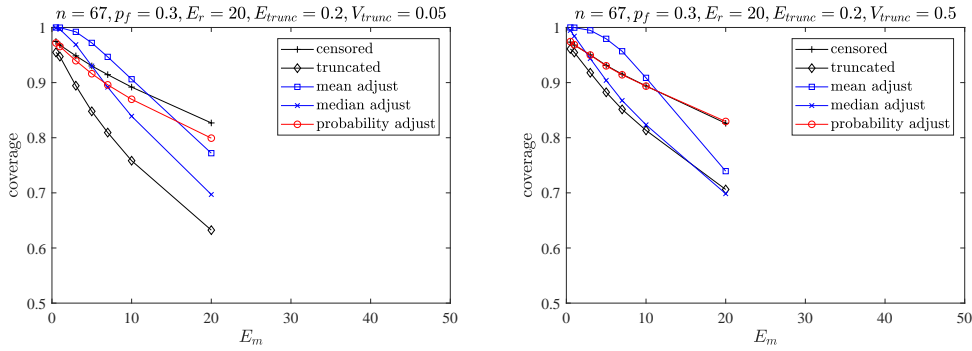 n = 67, p_f = 0.3, E_r = 20, E_trunc = 0.2, V_trunc = 0.05
1
0.9
0.8
0.7
0.6
0.5
coverage
0
10
20
30
40
50
E_m
censored
truncated
mean adjust
median adjust
probability adjust
n = 67, p_f = 0.3, E_r = 20, E_trunc = 0.2, V_trunc = 0.5
1
0.9
0.8
0.7
0.6
0.5
coverage
0
10
20
30
40
50
E_m
censored
truncated
mean adjust
median adjust
probability adjust